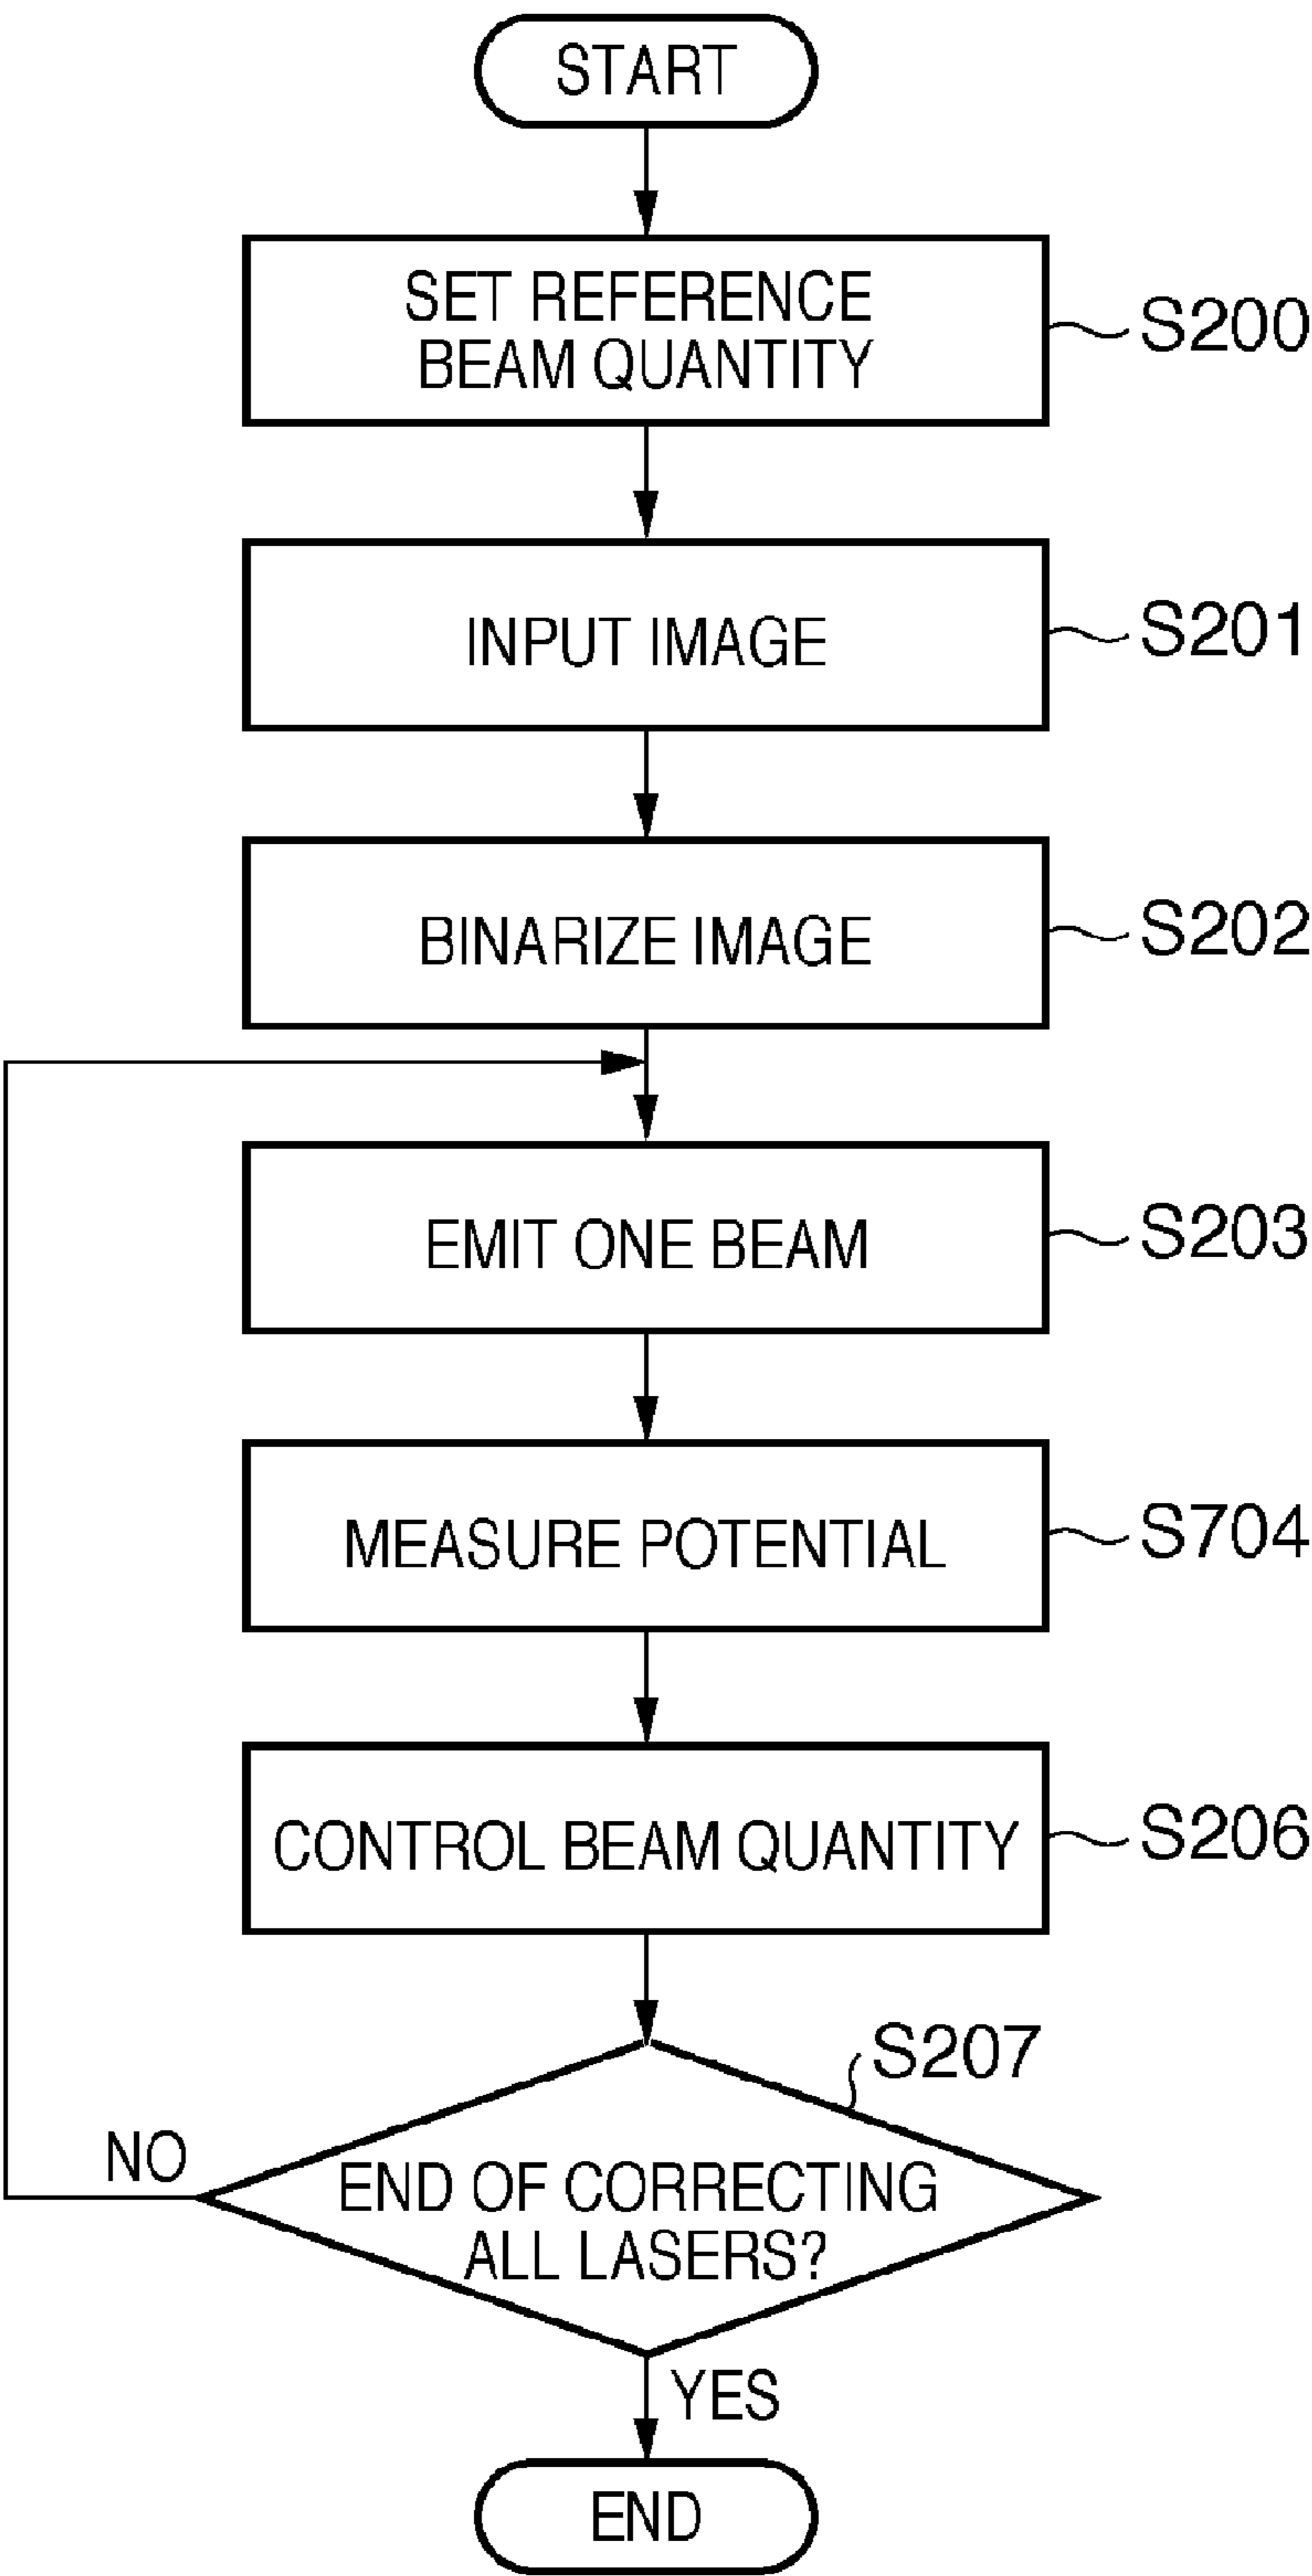 START
SET REFERENCE
BEAM QUANTITY
S200
INPUT IMAGE
S201
BINARIZE IMAGE
S202
EMIT ONE BEAM
S203
MEASURE POTENTIAL
S704
CONTROL BEAM QUANTITY
S206
S207
NO
END OF CORRECTING
ALL LASERS?
YES
END